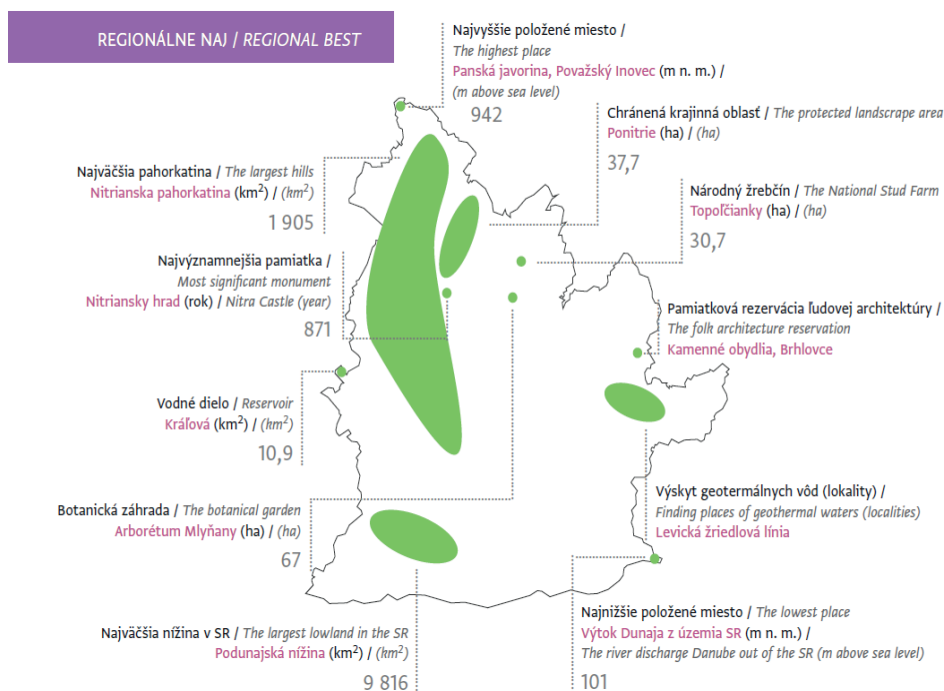 REGIONÁLNE NAJ / REGIONAL BEST
Najvyššie položené miesto /
The highest place
Panská javorina, Považský Inovec (m n. m.) /
(m above sea level)
942
Chránená krajinná oblasť / The protected landscape area
Ponitrie (ha) / (ha)
37,7
Najväčšia pahorkatina / The largest hills
Nitrianska pahorkatina (km²) / (km²)
1 905
Národný žrebčín / The National Stud Farm
Topoľčianky (ha) / (ha)
30,7
Najvýznamnejšia pamiatka /
Most significant monument
Nitriansky hrad (rok) / Nitra Castle (year)
871
Pamiatková rezervácia ľudovej architektúry /
The folk architecture reservation
Kamenné obydlia, Brhlovce
Vodné dielo / Reservoir
Kráľová (km²) / (km²)
10,9
Výskyt geotermálnych vôd (lokality) /
Finding places of geothermal waters (localities)
Levická žriedlová línia
Botanická záhrada / The botanical garden
Arborétum Mlyňany (ha) / (ha)
67
Najnižšie položené miesto / The lowest place
Výtok Dunaja z územia SR (m n. m.) /
The river discharge Danube out of the SR (m above sea level)
101
Najväčšia nížina v SR / The largest lowland in the SR
Podunajská nížina (km²) / (km²)
9 816